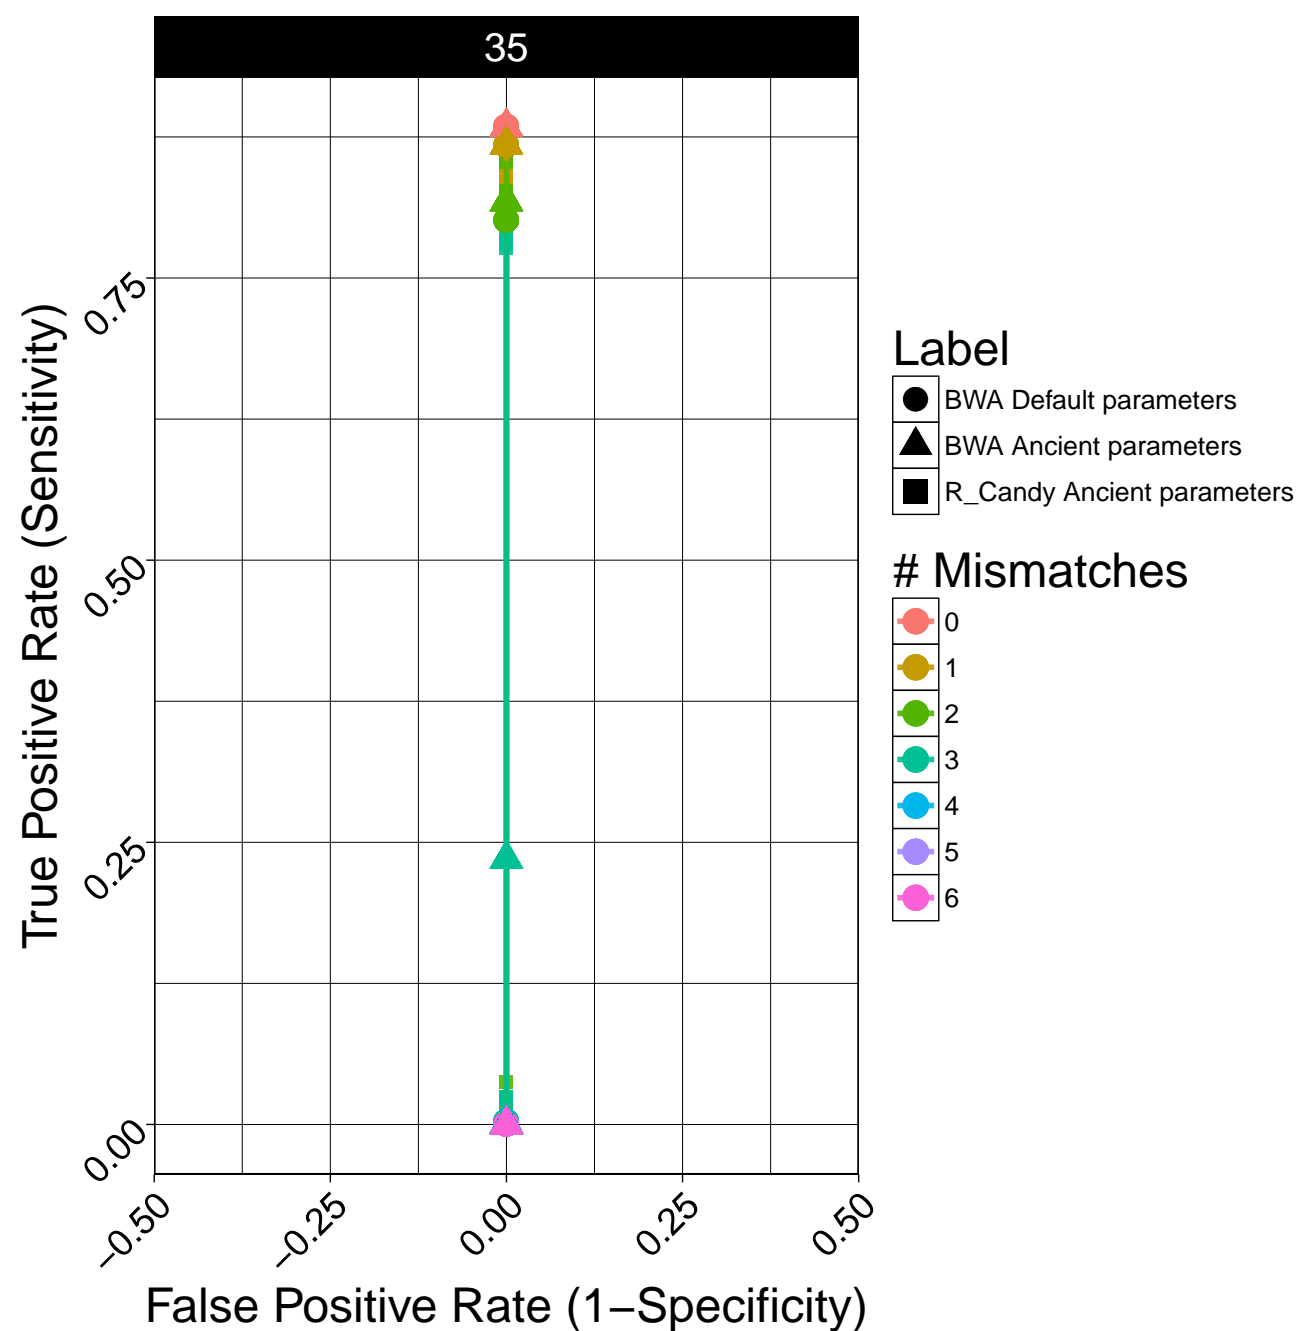 35
True Positive Rate (Sensitivity)
0.75
0.50
0.25
0.00
−0.50
−0.25
0.00
0.25
0.50
False Positive Rate (1−Specificity)
Label
BWA Default parameters
BWA Ancient parameters
R_Candy Ancient parameters
# Mismatches
0
1
2
3
4
5
6